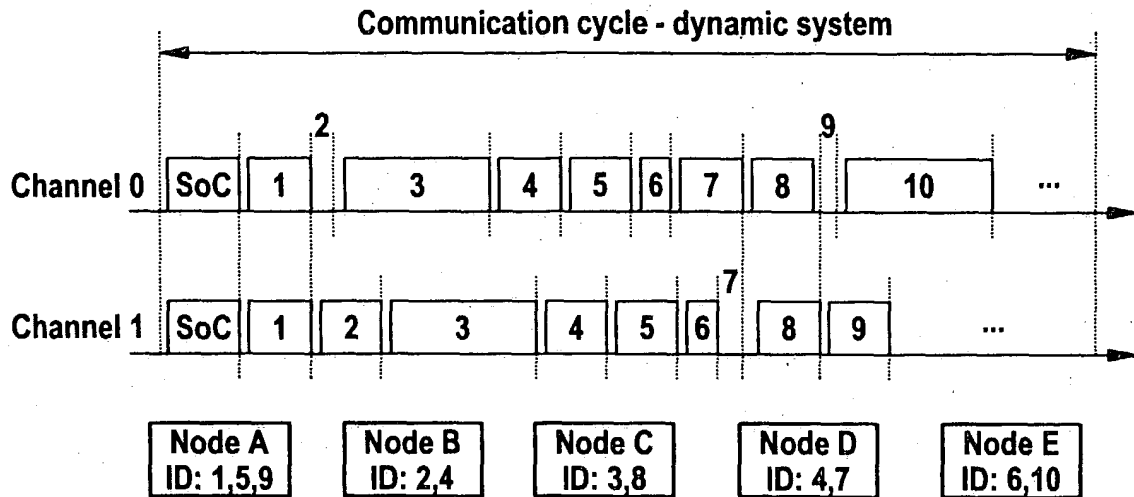 Communication cycle - dynamic system
2 9
Channel 0 SoC 1 3 4 5 6 7 8 10 ...
7
Channel 1 SoC 1 2 3 4 5 6 8 9 ...
Node A Node B Node C Node D Node E
ID: 1,5,9 ID: 2,4 ID: 3,8 ID: 4,7 ID: 6,10